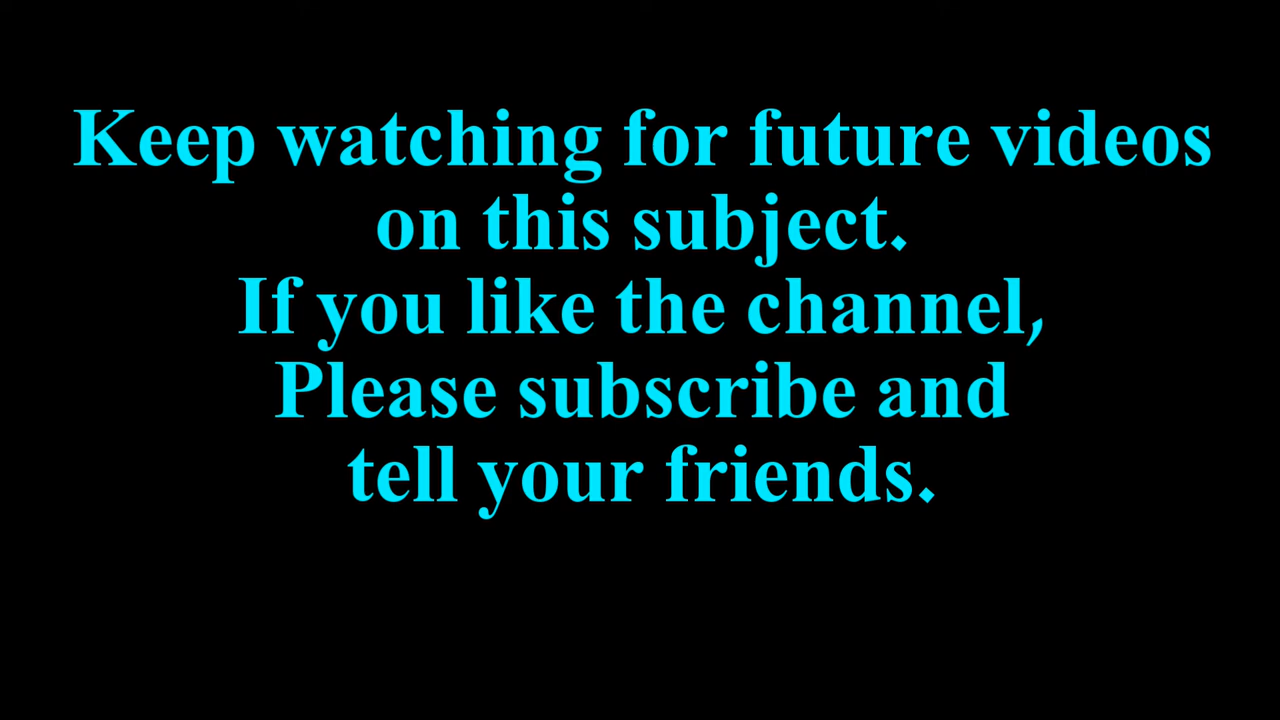 Keep watching for future videos
on this subject.
If you like the channel,
Please subscribe and
tell your friends.